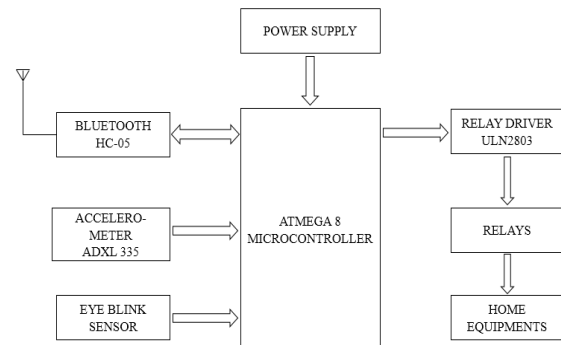 POWER SUPPLY
BLUETOOTH
HC-05
RELAY DRIVER
ULN2803
ACCELERO-
METER
ADXL 335
ATMEGA 8
MICROCONTROLLER
RELAYS
EYE BLINK
SENSOR
HOME
EQUIPMENTS